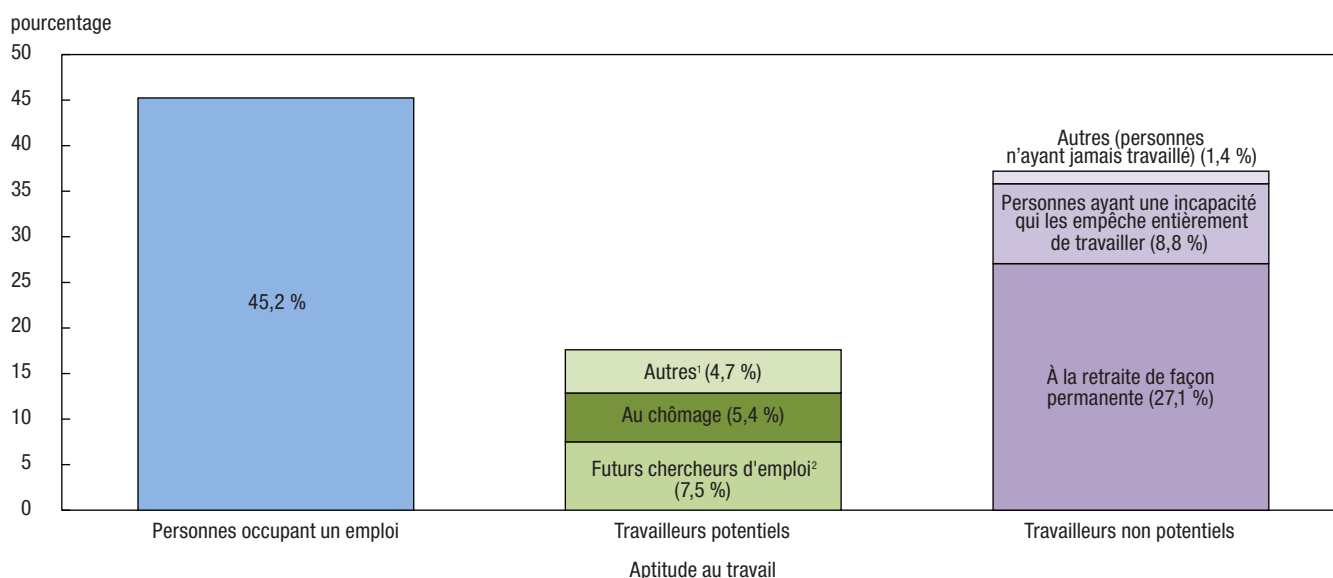 pourcentage
50
45
40
35
30
25
20
15
10
5
0
45,2 %
Autres¹ (4,7 %)
Au chômage (5,4 %)
Futurs chercheurs d'emploi²
(7,5 %)
Autres (personnes
n'ayant jamais travaillé) (1,4 %)
Personnes ayant une incapacité
qui les empêche entièrement
de travailler (8,8 %)
À la retraite de façon
permanente (27,1 %)
Personnes occupant un emploi
Travailleurs potentiels
Travailleurs non potentiels
Aptitude au travail